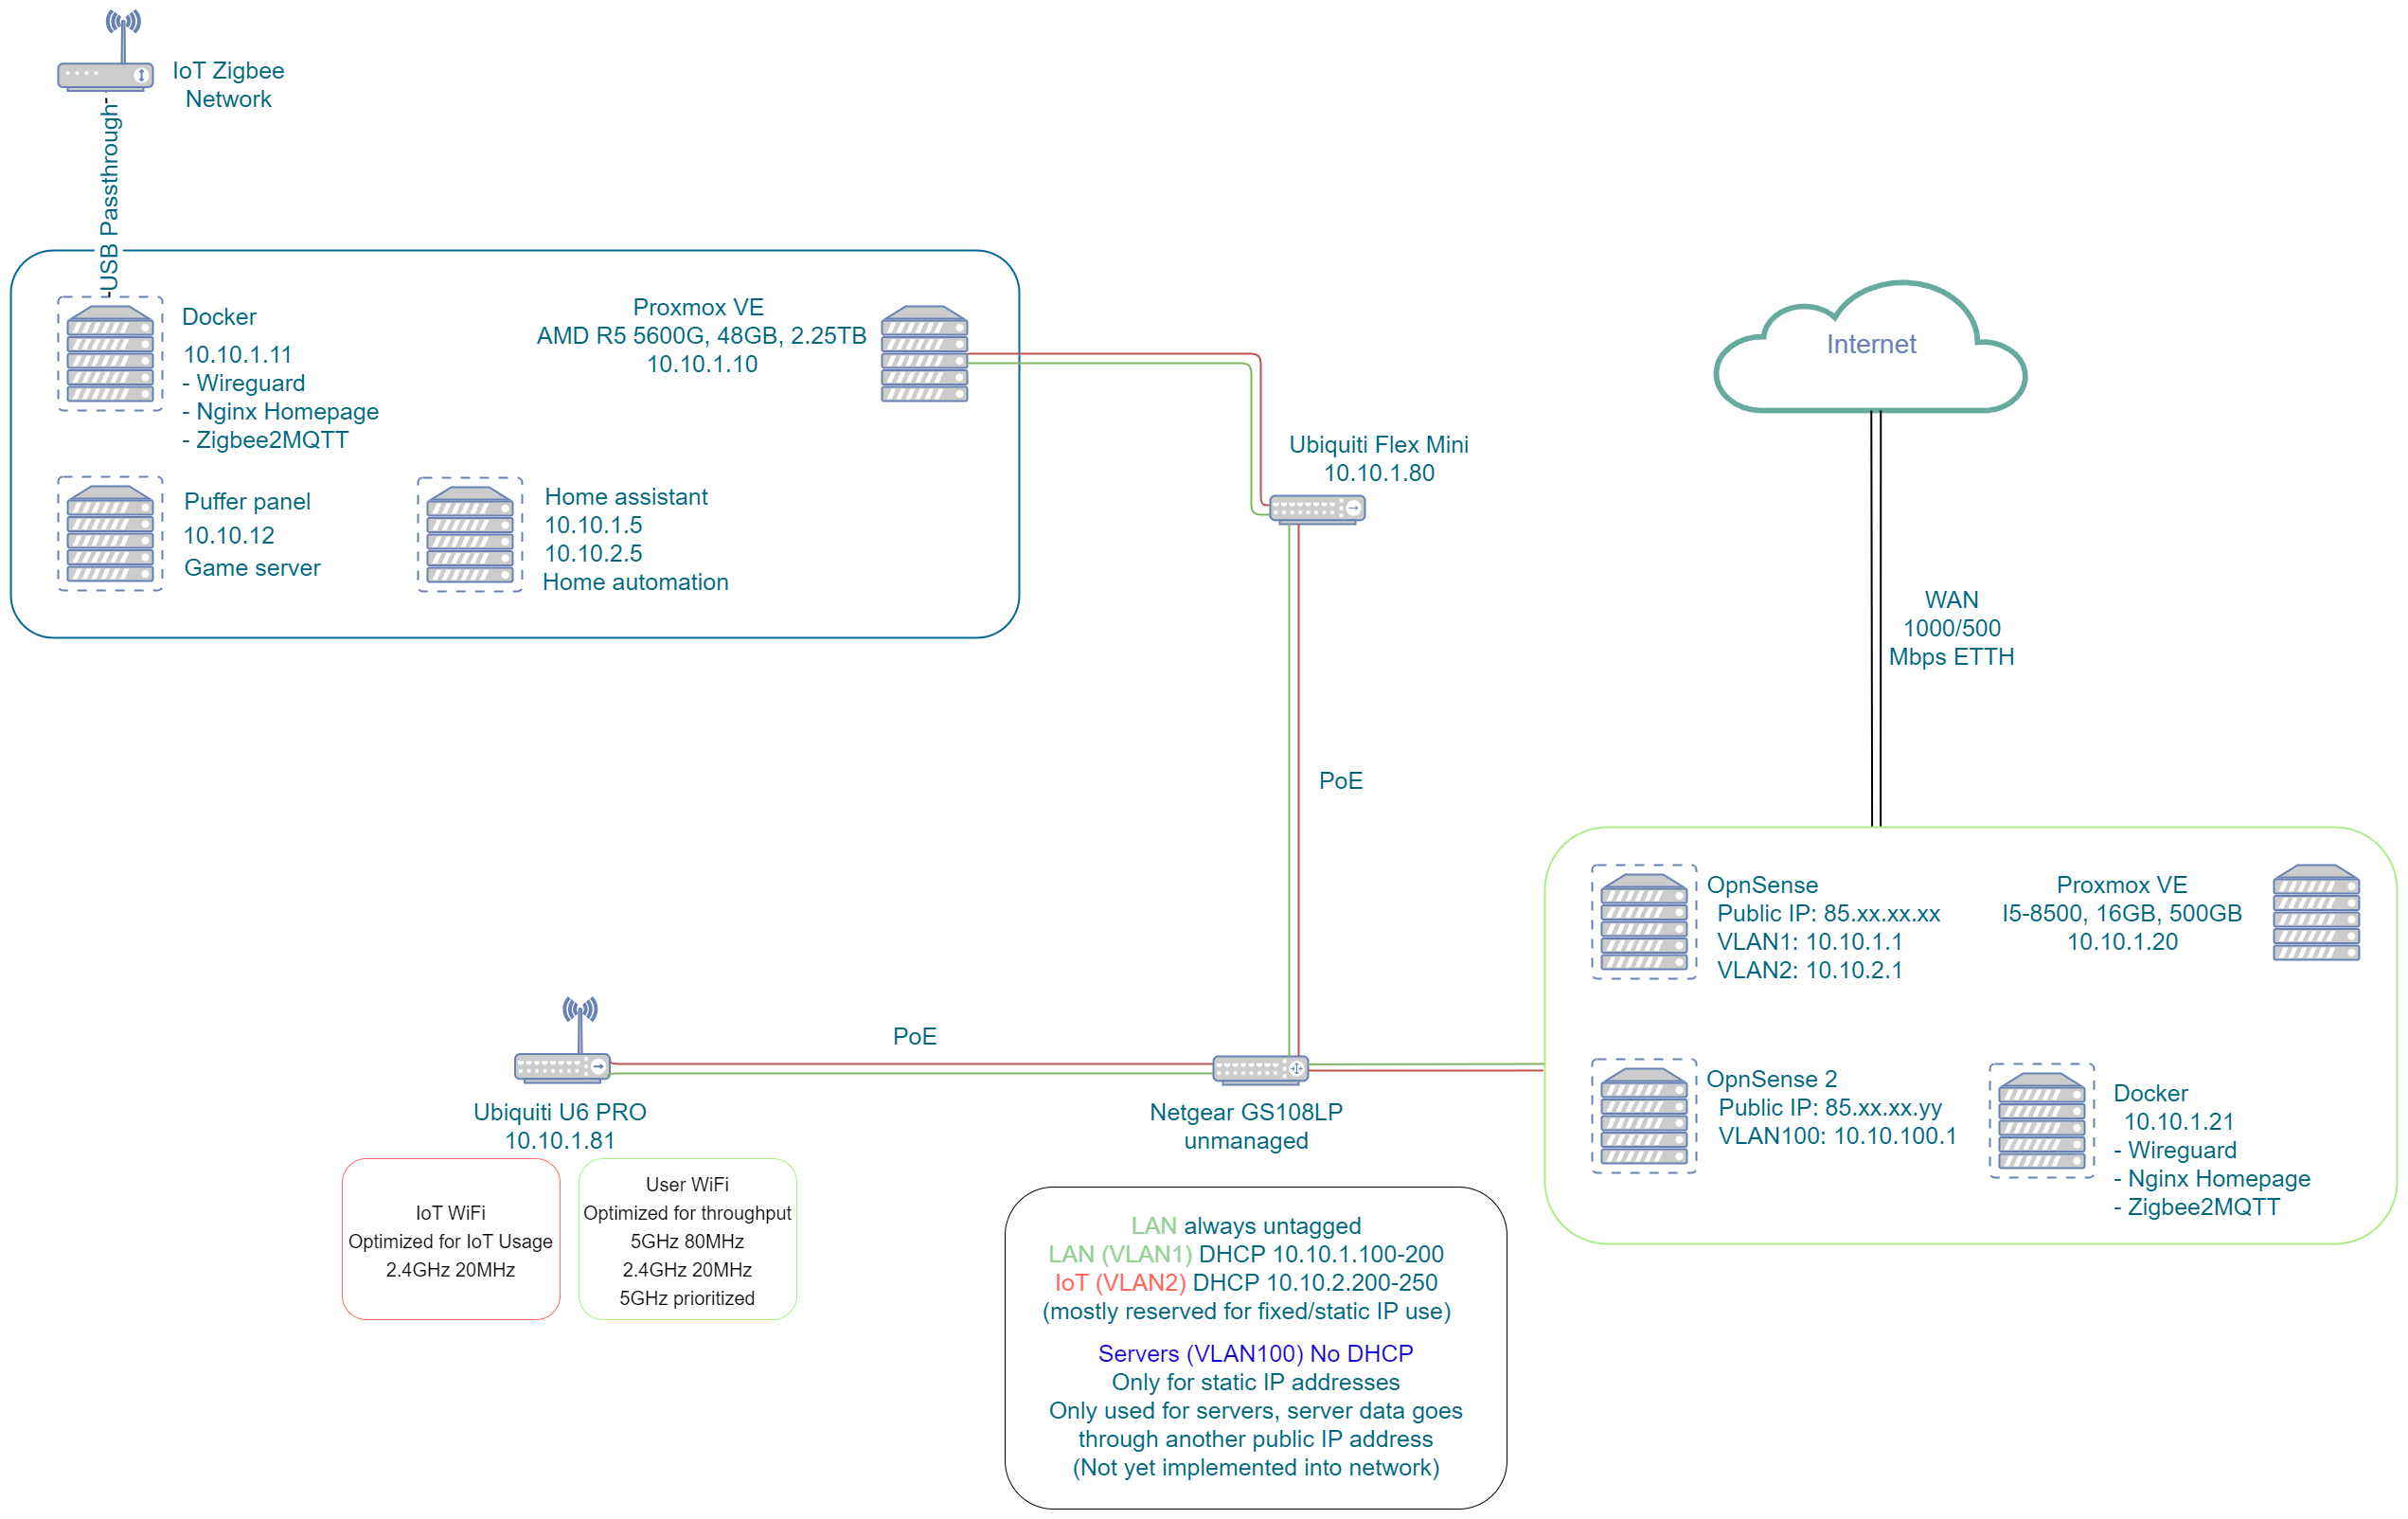 IoT Zigbee
Network
USB Passthrough
Docker
10.10.1.11
- Wireguard
- Nginx Homepage
- Zigbee2MQTT
Proxmox VE
AMD R5 5600G, 48GB, 2.25TB
10.10.1.10
Puffer panel
10.10.12
Game server
Home assistant
10.10.1.5
10.10.2.5
Home automation
Ubiquiti Flex Mini
10.10.1.80
Internet
WAN
1000/500
Mbps ETTH
PoE
OpnSense
Public IP: 85.xx.xx.xx
VLAN1: 10.10.1.1
VLAN2: 10.10.2.1
Proxmox VE
I5-8500, 16GB, 500GB
10.10.1.20
OpnSense 2
Public IP: 85.xx.xx.yy
VLAN100: 10.10.100.1
Docker
10.10.1.21
- Wireguard
- Nginx Homepage
- Zigbee2MQTT
PoE
Ubiquiti U6 PRO
10.10.1.81
Netgear GS108LP
unmanaged
IoT WiFi
Optimized for IoT Usage
2.4GHz 20MHz
User WiFi
Optimized for throughput
5GHz 80MHz
2.4GHz 20MHz
5GHz prioritized
LAN always untagged
LAN (VLAN1) DHCP 10.10.1.100-200
IoT (VLAN2) DHCP 10.10.2.200-250
(mostly reserved for fixed/static IP use)
Servers (VLAN100) No DHCP
Only for static IP addresses
Only used for servers, server data goes
through another public IP address
(Not yet implemented into network)